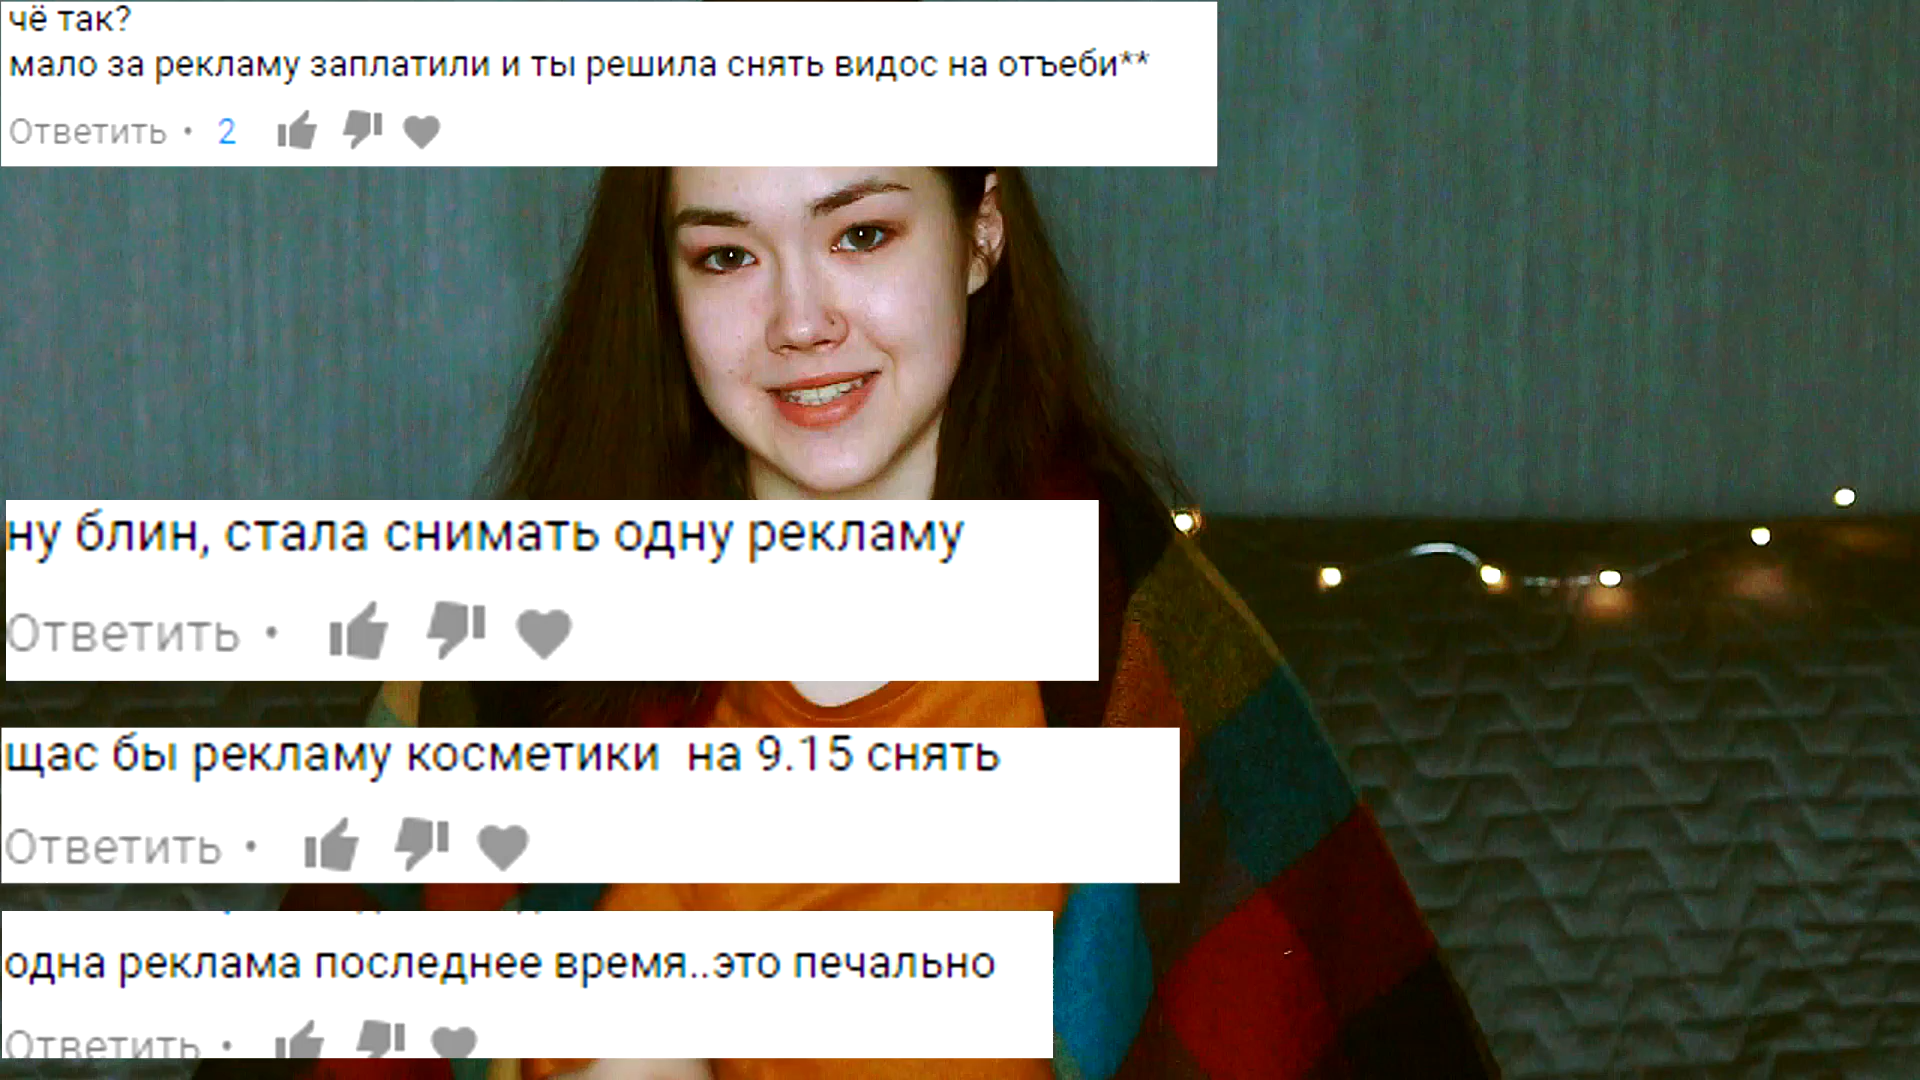 чё так?
мало за рекламу заплатили и ты решила снять видос на отъеби**
Ответить • 2
ну блин, стала снимать одну рекламу
Ответить •
щас бы рекламу косметики на 9.15 снять
Ответить •
одна реклама последнее время..это печально
Ответить •